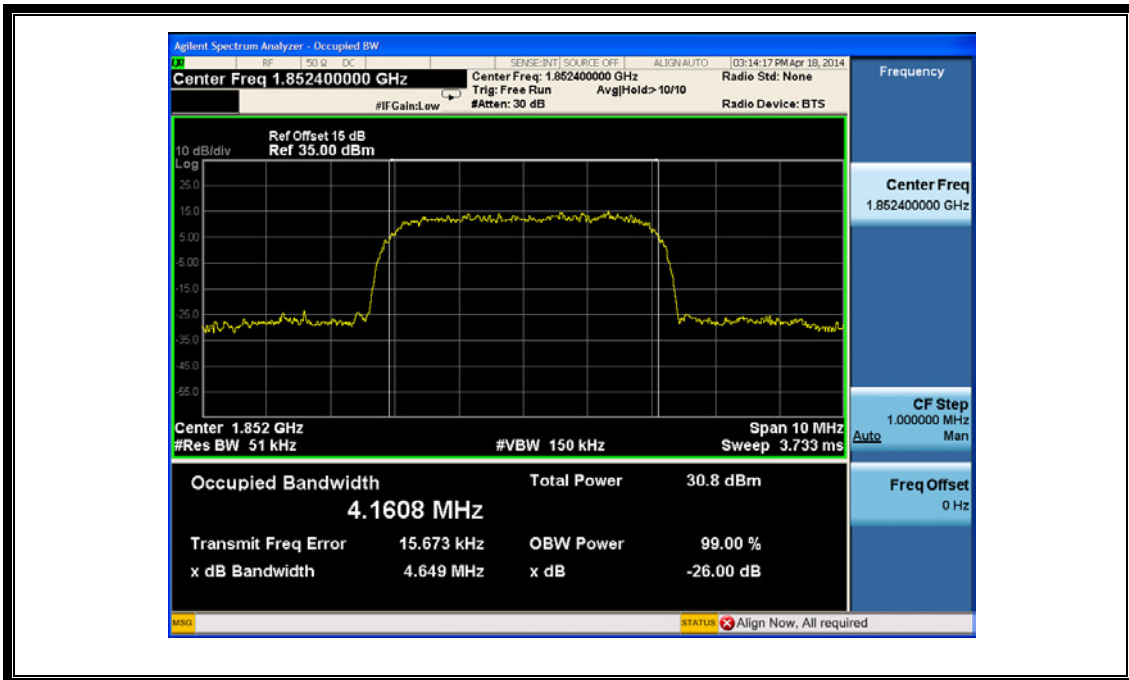 Agilent Spectrum Analyzer - Occupied BW
RF 50 Ω DC SENSE:INT SOURCE OFF ALIGN AUTO 03:14:17 PM Apr 18, 2014
Center Freq 1.852400000 GHz
Center Freq: 1.852400000 GHz
Radio Std: None
Trig: Free Run Avg|Hold:> 10/10
#IFGain:Low
#Atten: 30 dB
Radio Device: BTS
Ref Offset 15 dB
10 dB/div Ref 35.00 dBm
Log
25.0
15.0
5.00
-5.00
-15.0
-25.0
-35.0
-45.0
-55.0
Center 1.852 GHz Span 10 MHz
#Res BW 51 kHz #VBW 150 kHz Sweep 3.733 ms
Occupied Bandwidth Total Power 30.8 dBm
4.1608 MHz
Transmit Freq Error 15.673 kHz OBW Power 99.00 %
x dB Bandwidth 4.649 MHz x dB -26.00 dB
MSG STATUS Align Now, All required
Frequency
Center Freq
1.852400000 GHz
CF Step
1.000000 MHz
Auto Man
Freq Offset
0 Hz